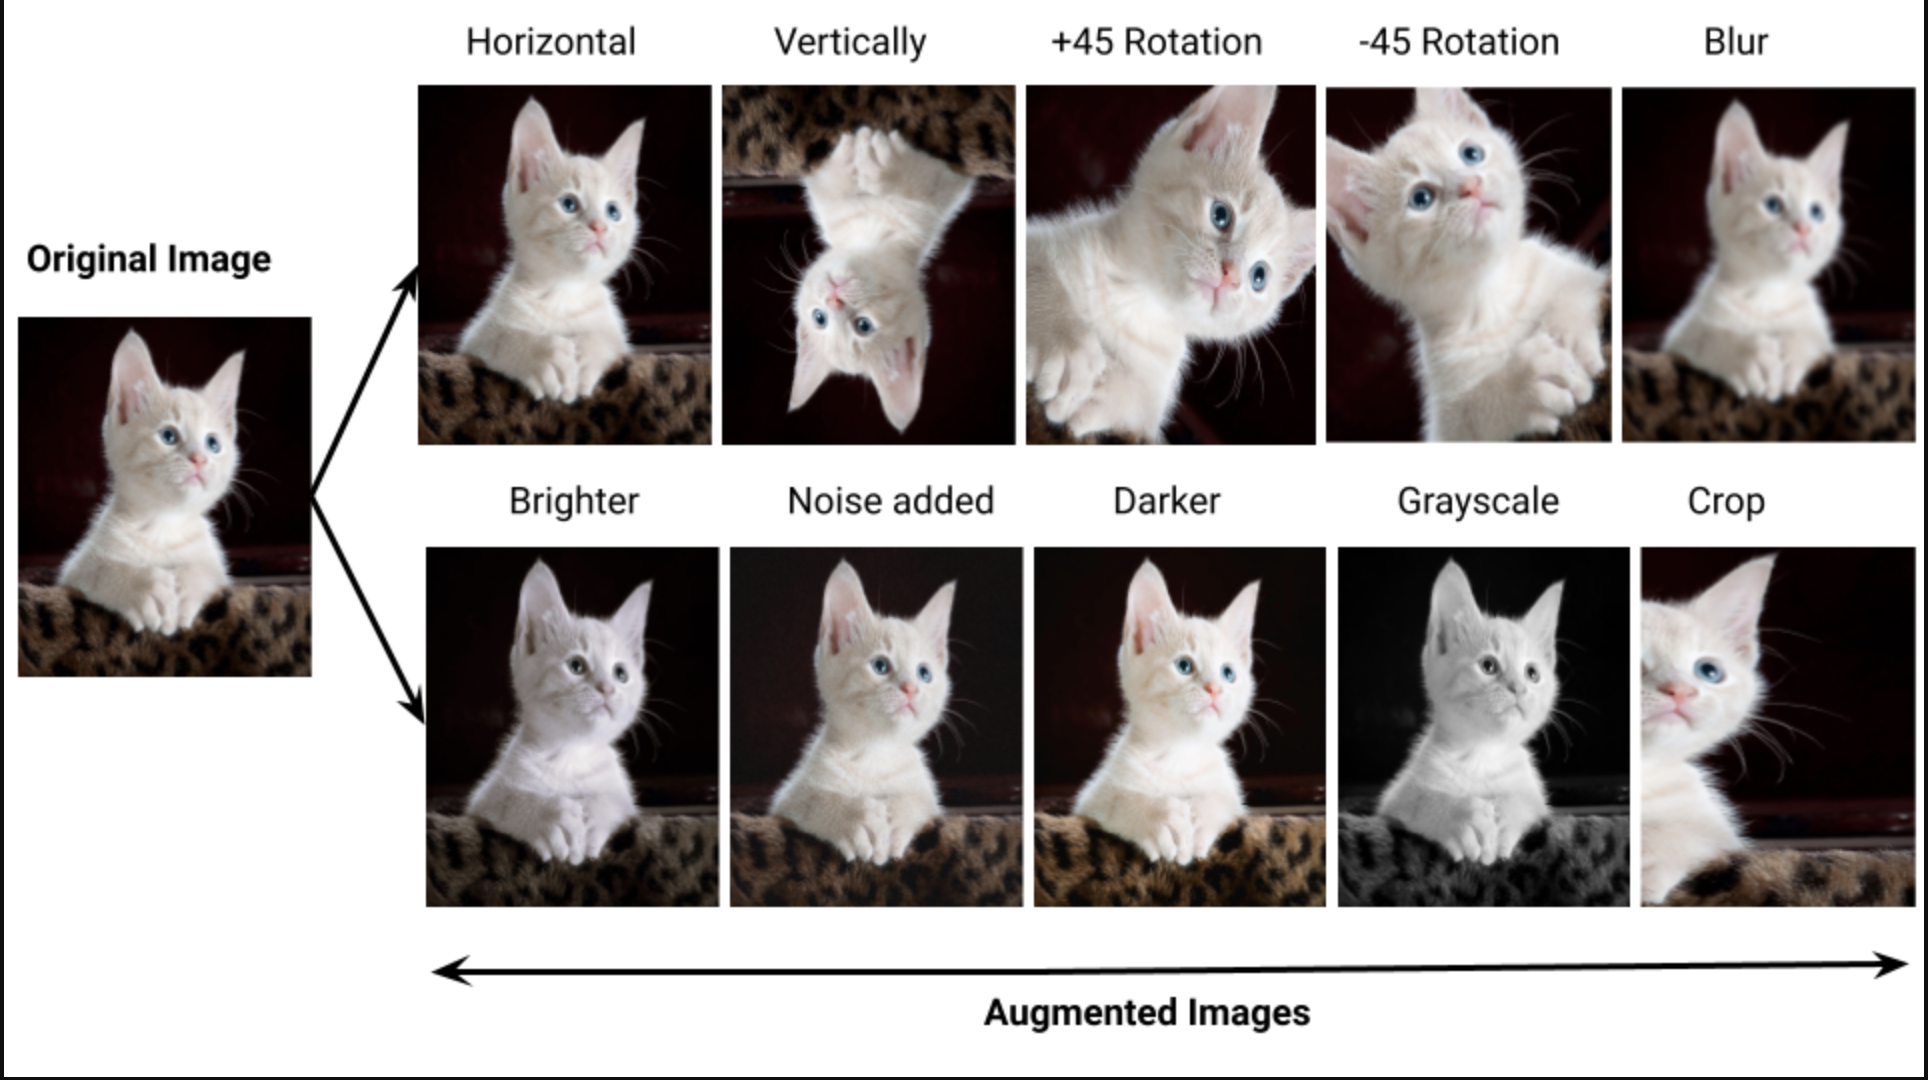 Horizontal
Vertically
+45 Rotation
-45 Rotation
Blur
Original Image
Brighter
Noise added
Darker
Grayscale
Crop
Augmented Images